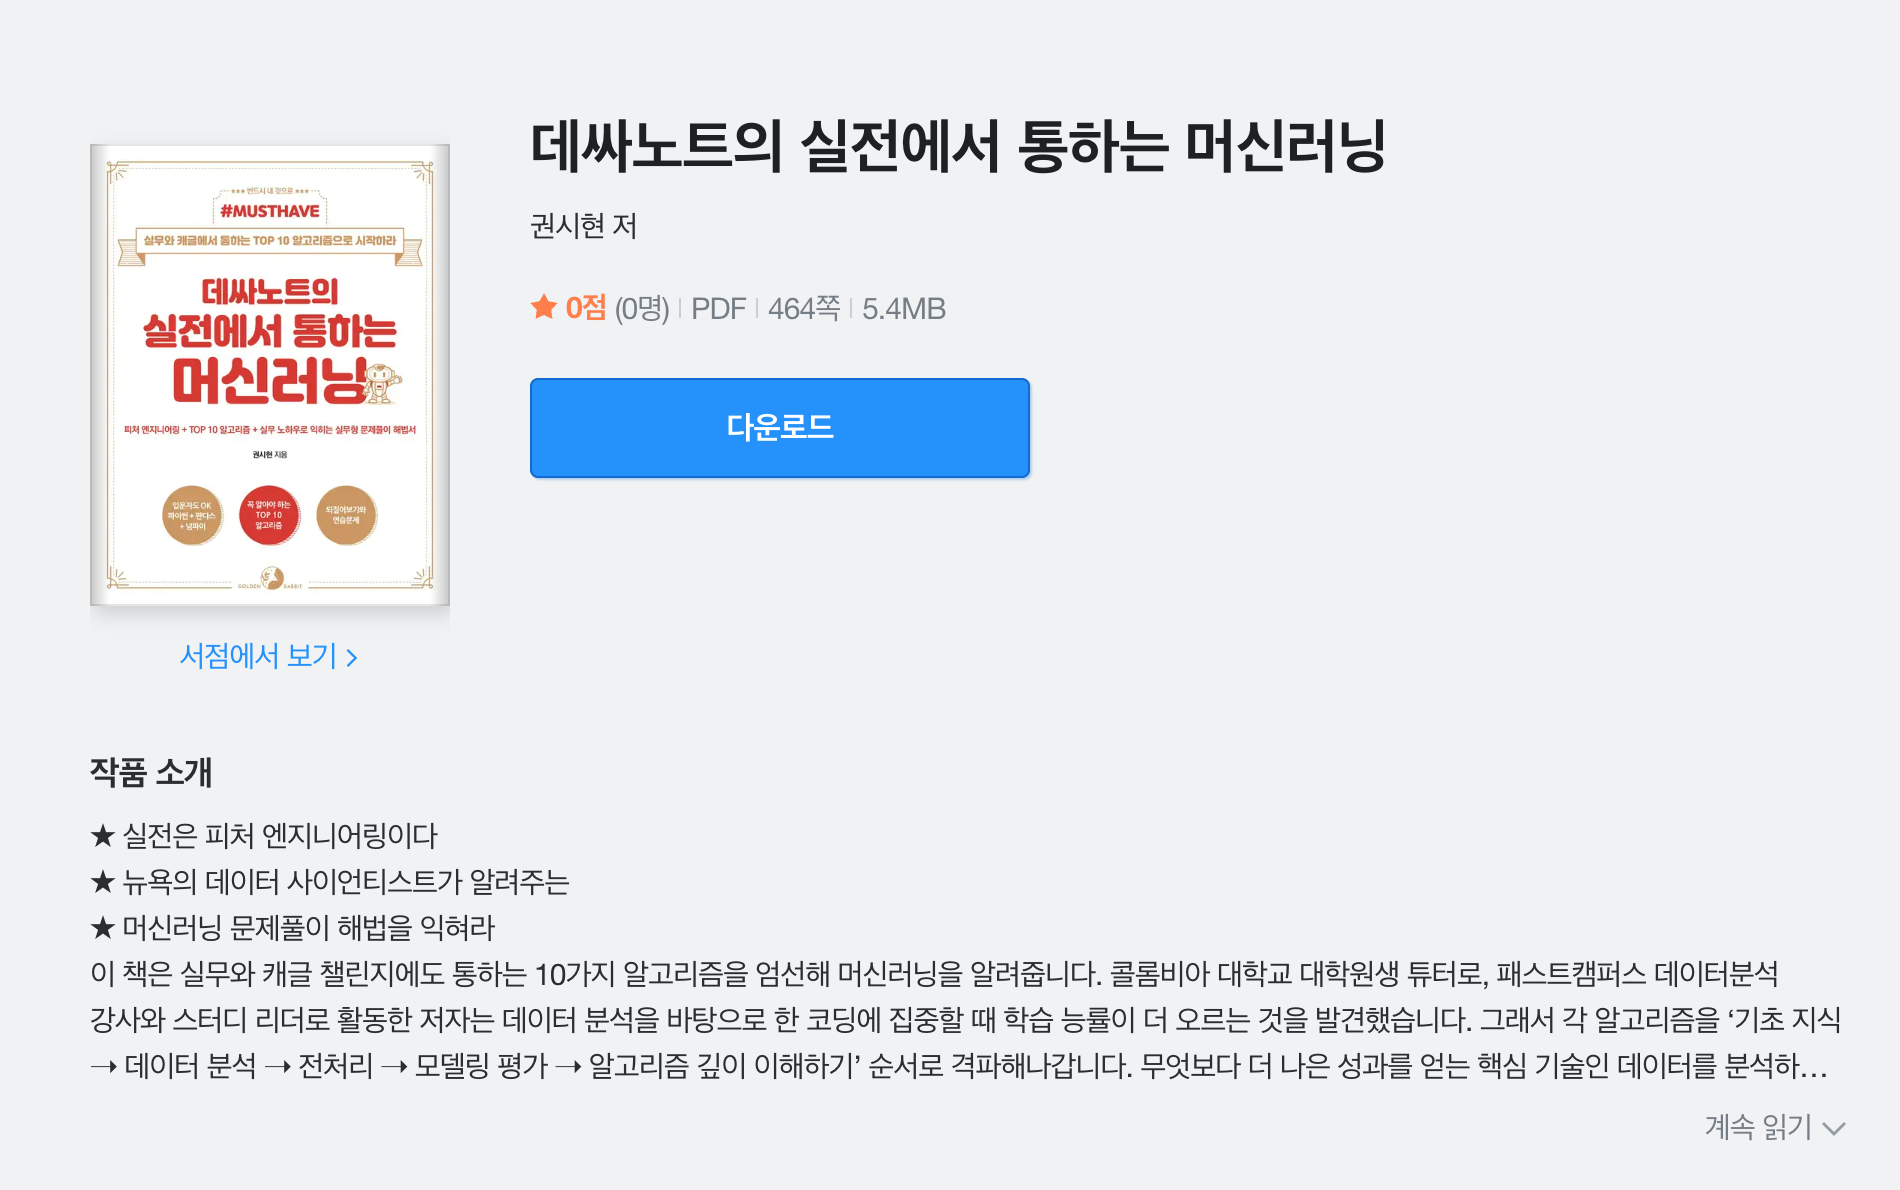 ★★★ 반드시 내 것으로 ★★★
#MUSTHAVE
실무와 캐글에서 통하는 TOP 10 알고리즘으로 시작하라
데싸노트의
실전에서 통하는
머신러닝
피처 엔지니어링 + TOP 10 알고리즘 + 실무 노하우로 익히는 실무형 문제풀이 해법서
권시현 지음
입문자도 OK
파이썬 + 판다스
+ 넘파이
꼭 알아야 하는
TOP 10
알고리즘
되짚어보기와
연습문제
GOLDEN RABBIT
서점에서 보기 >
데싸노트의 실전에서 통하는 머신러닝
권시현 저
★ 0점 (0명) | PDF | 464쪽 | 5.4MB
다운로드
작품 소개
★ 실전은 피처 엔지니어링이다
★ 뉴욕의 데이터 사이언티스트가 알려주는
★ 머신러닝 문제풀이 해법을 익혀라
이 책은 실무와 캐글 챌린지에도 통하는 10가지 알고리즘을 엄선해 머신러닝을 알려줍니다. 콜롬비아 대학교 대학원생 튜터로, 패스트캠퍼스 데이터분석
강사와 스터디 리더로 활동한 저자는 데이터 분석을 바탕으로 한 코딩에 집중할 때 학습 능률이 더 오르는 것을 발견했습니다. 그래서 각 알고리즘을 ‘기초 지식
→ 데이터 분석 → 전처리 → 모델링 평가 → 알고리즘 깊이 이해하기’ 순서로 격파해나갑니다. 무엇보다 더 나은 성과를 얻는 핵심 기술인 데이터를 분석하...
계속 읽기